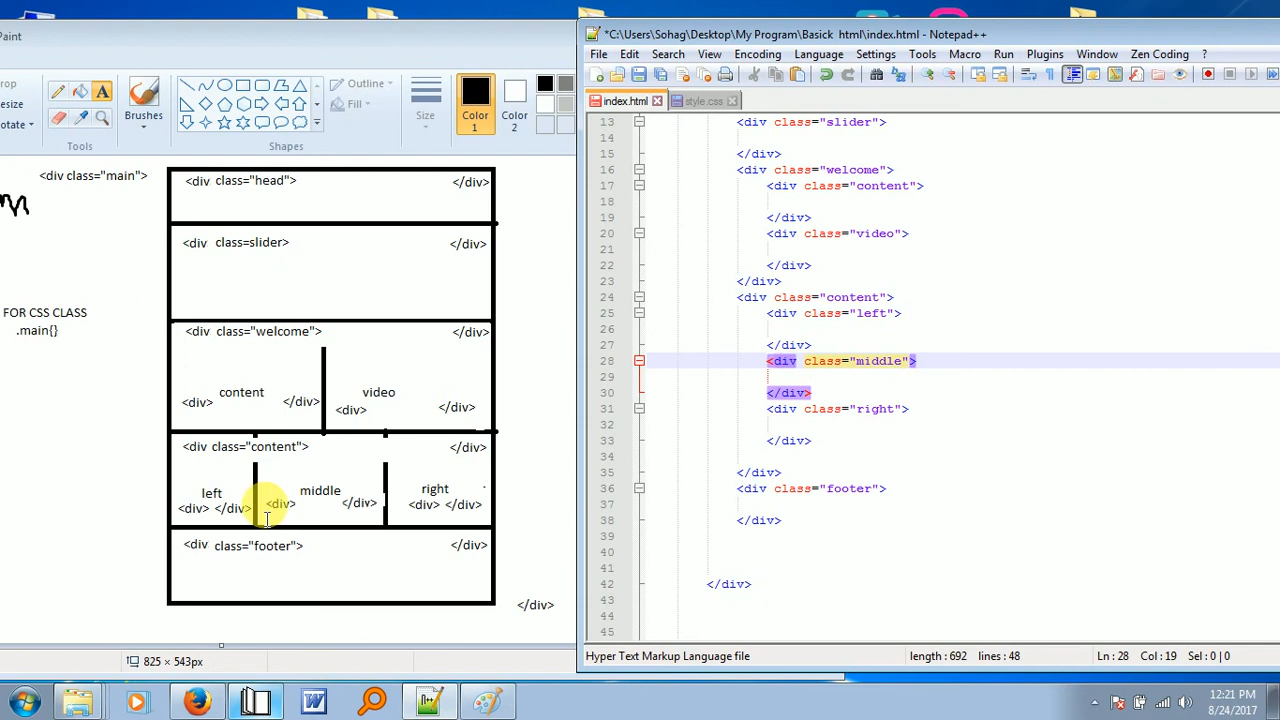 Paint
*C:\Users\Sohag\Desktop\My Program\Basick html\index.html - Notepad++
File Edit Search View Encoding Language Settings Tools Macro Run Plugins Window Zen Coding ?
index.html style.css
Outline
Fill
Brushes
Size
Color 1
Color 2
Tools
Shapes
<div class="main">
<div class="head"> </div>
<div class=slider> </div>
FOR CSS CLASS
.main{}
<div class="welcome"> </div>
content video
<div> </div> <div> </div>
<div class="content"> </div>
left middle right
<div> </div> <div> </div> <div> </div>
<div class="footer"> </div>
</div>
825 × 543px
13 <div class="slider">
14
15 </div>
16 <div class="welcome">
17 <div class="content">
18
19 </div>
20 <div class="video">
21
22 </div>
23 </div>
24 <div class="content">
25 <div class="left">
26
27 </div>
28 <div class="middle">
29
30 </div>
31 <div class="right">
32
33 </div>
34
35 </div>
36 <div class="footer">
37
38 </div>
39
40
41
42 </div>
43
44
45
Hyper Text Markup Language file length : 692 lines : 48 Ln : 28 Col : 19 Sel : 0 | 0
12:21 PM
8/24/2017